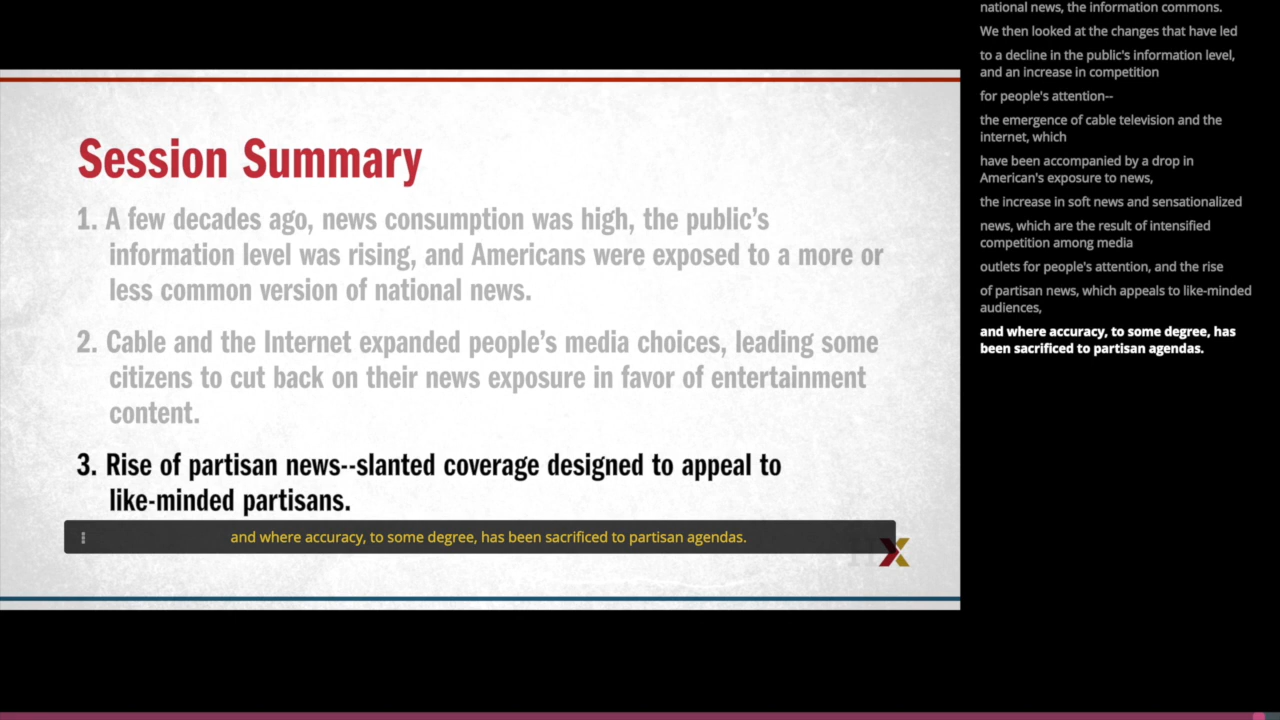 Session Summary
1. A few decades ago, news consumption was high, the public's
information level was rising, and Americans were exposed to a more or
less common version of national news.
2. Cable and the Internet expanded people's media choices, leading some
citizens to cut back on their news exposure in favor of entertainment
content.
3. Rise of partisan news--slanted coverage designed to appeal to
like-minded partisans.
and where accuracy, to some degree, has been sacrificed to partisan agendas.
X
national news, the information commons.
We then looked at the changes that have led
to a decline in the public's information level,
and an increase in competition
for people's attention--
the emergence of cable television and the
internet, which
have been accompanied by a drop in
American's exposure to news,
the increase in soft news and sensationalized
news, which are the result of intensified
competition among media
outlets for people's attention, and the rise
of partisan news, which appeals to like-minded
audiences,
and where accuracy, to some degree, has
been sacrificed to partisan agendas.